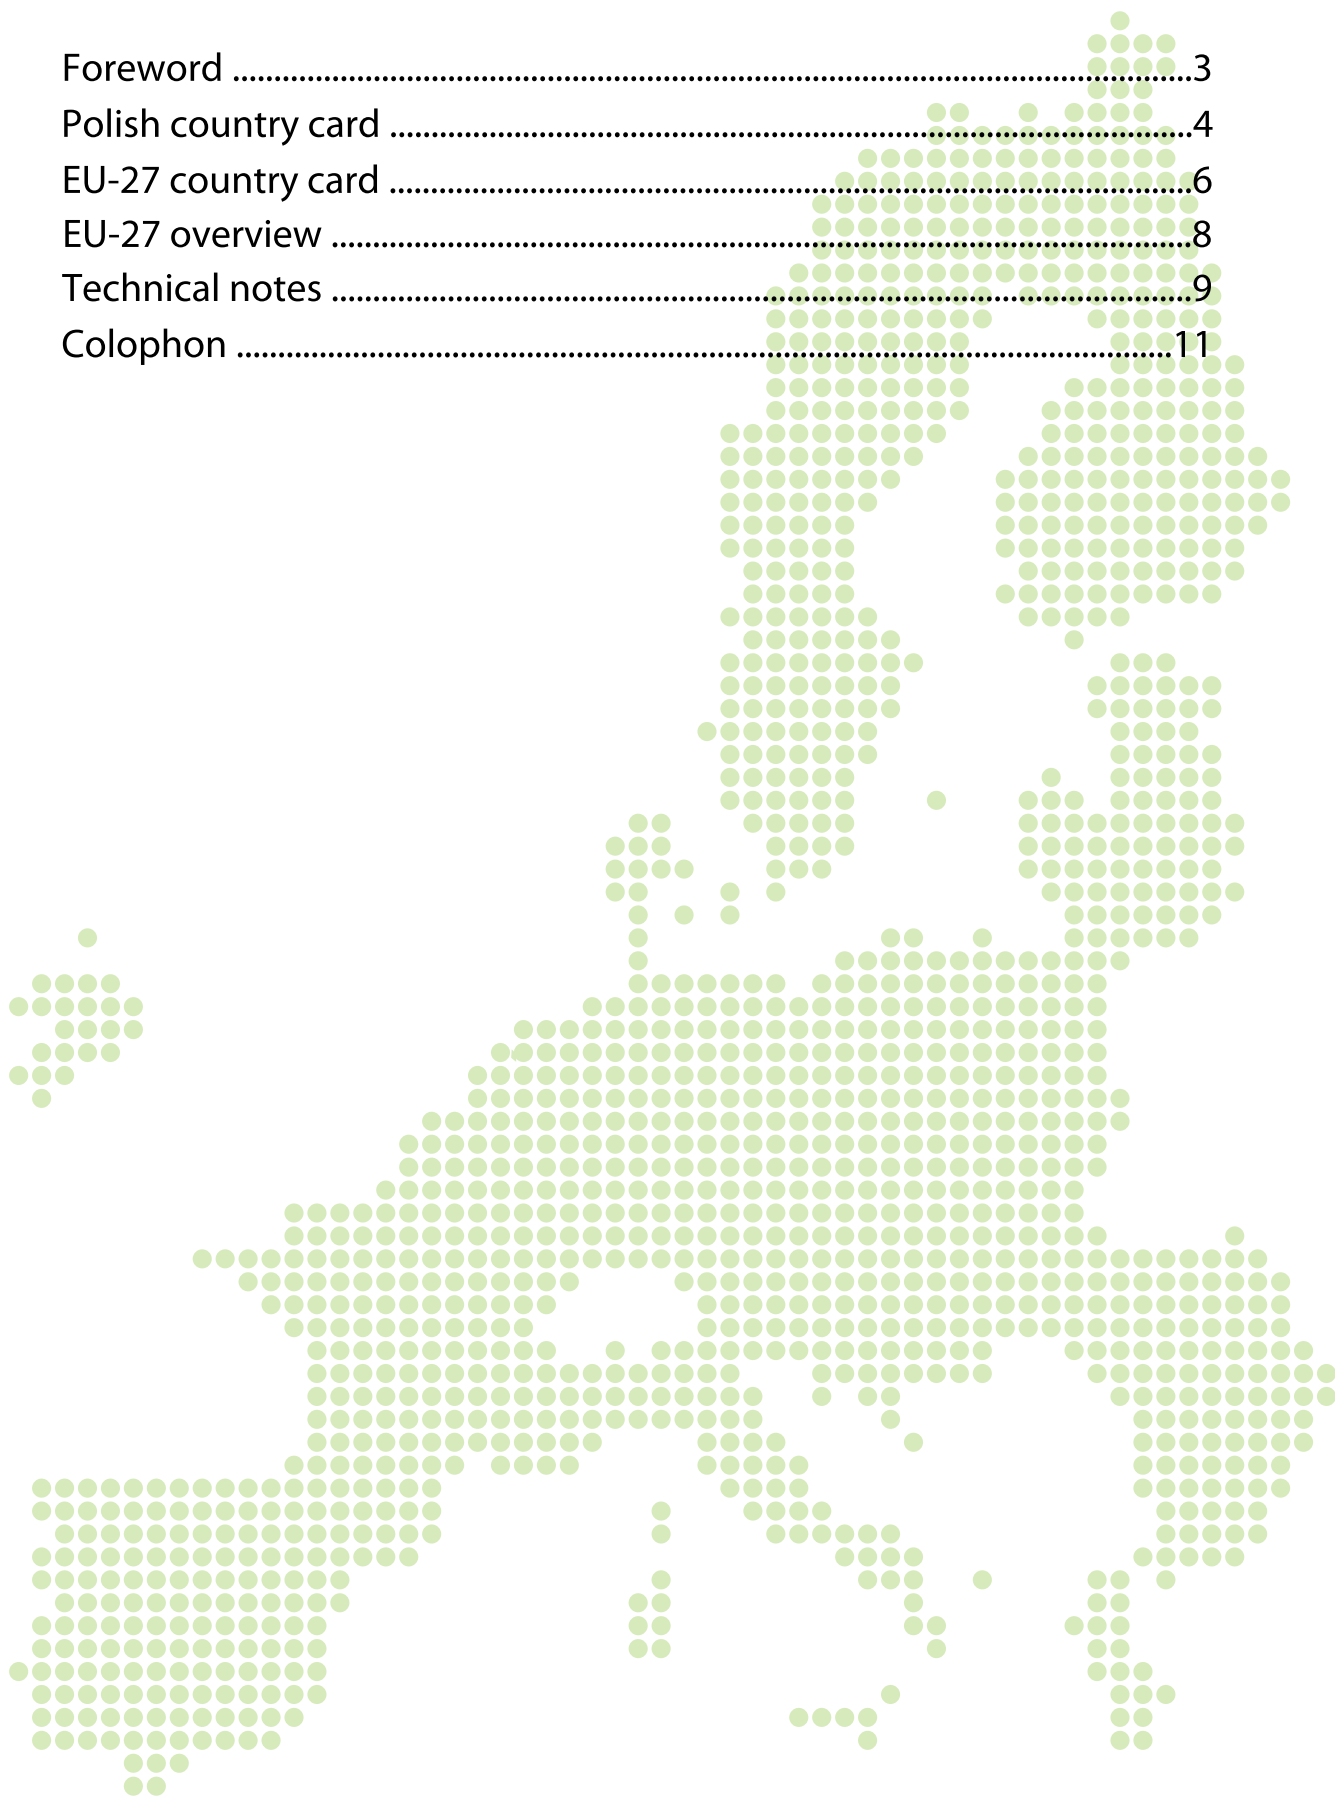 Foreword ........................................................................................................................3
Polish country card ....................................................................................................4
EU-27 country card ....................................................................................................6
EU-27 overview ...........................................................................................................8
Technical notes ...........................................................................................................9
Colophon ....................................................................................................................11